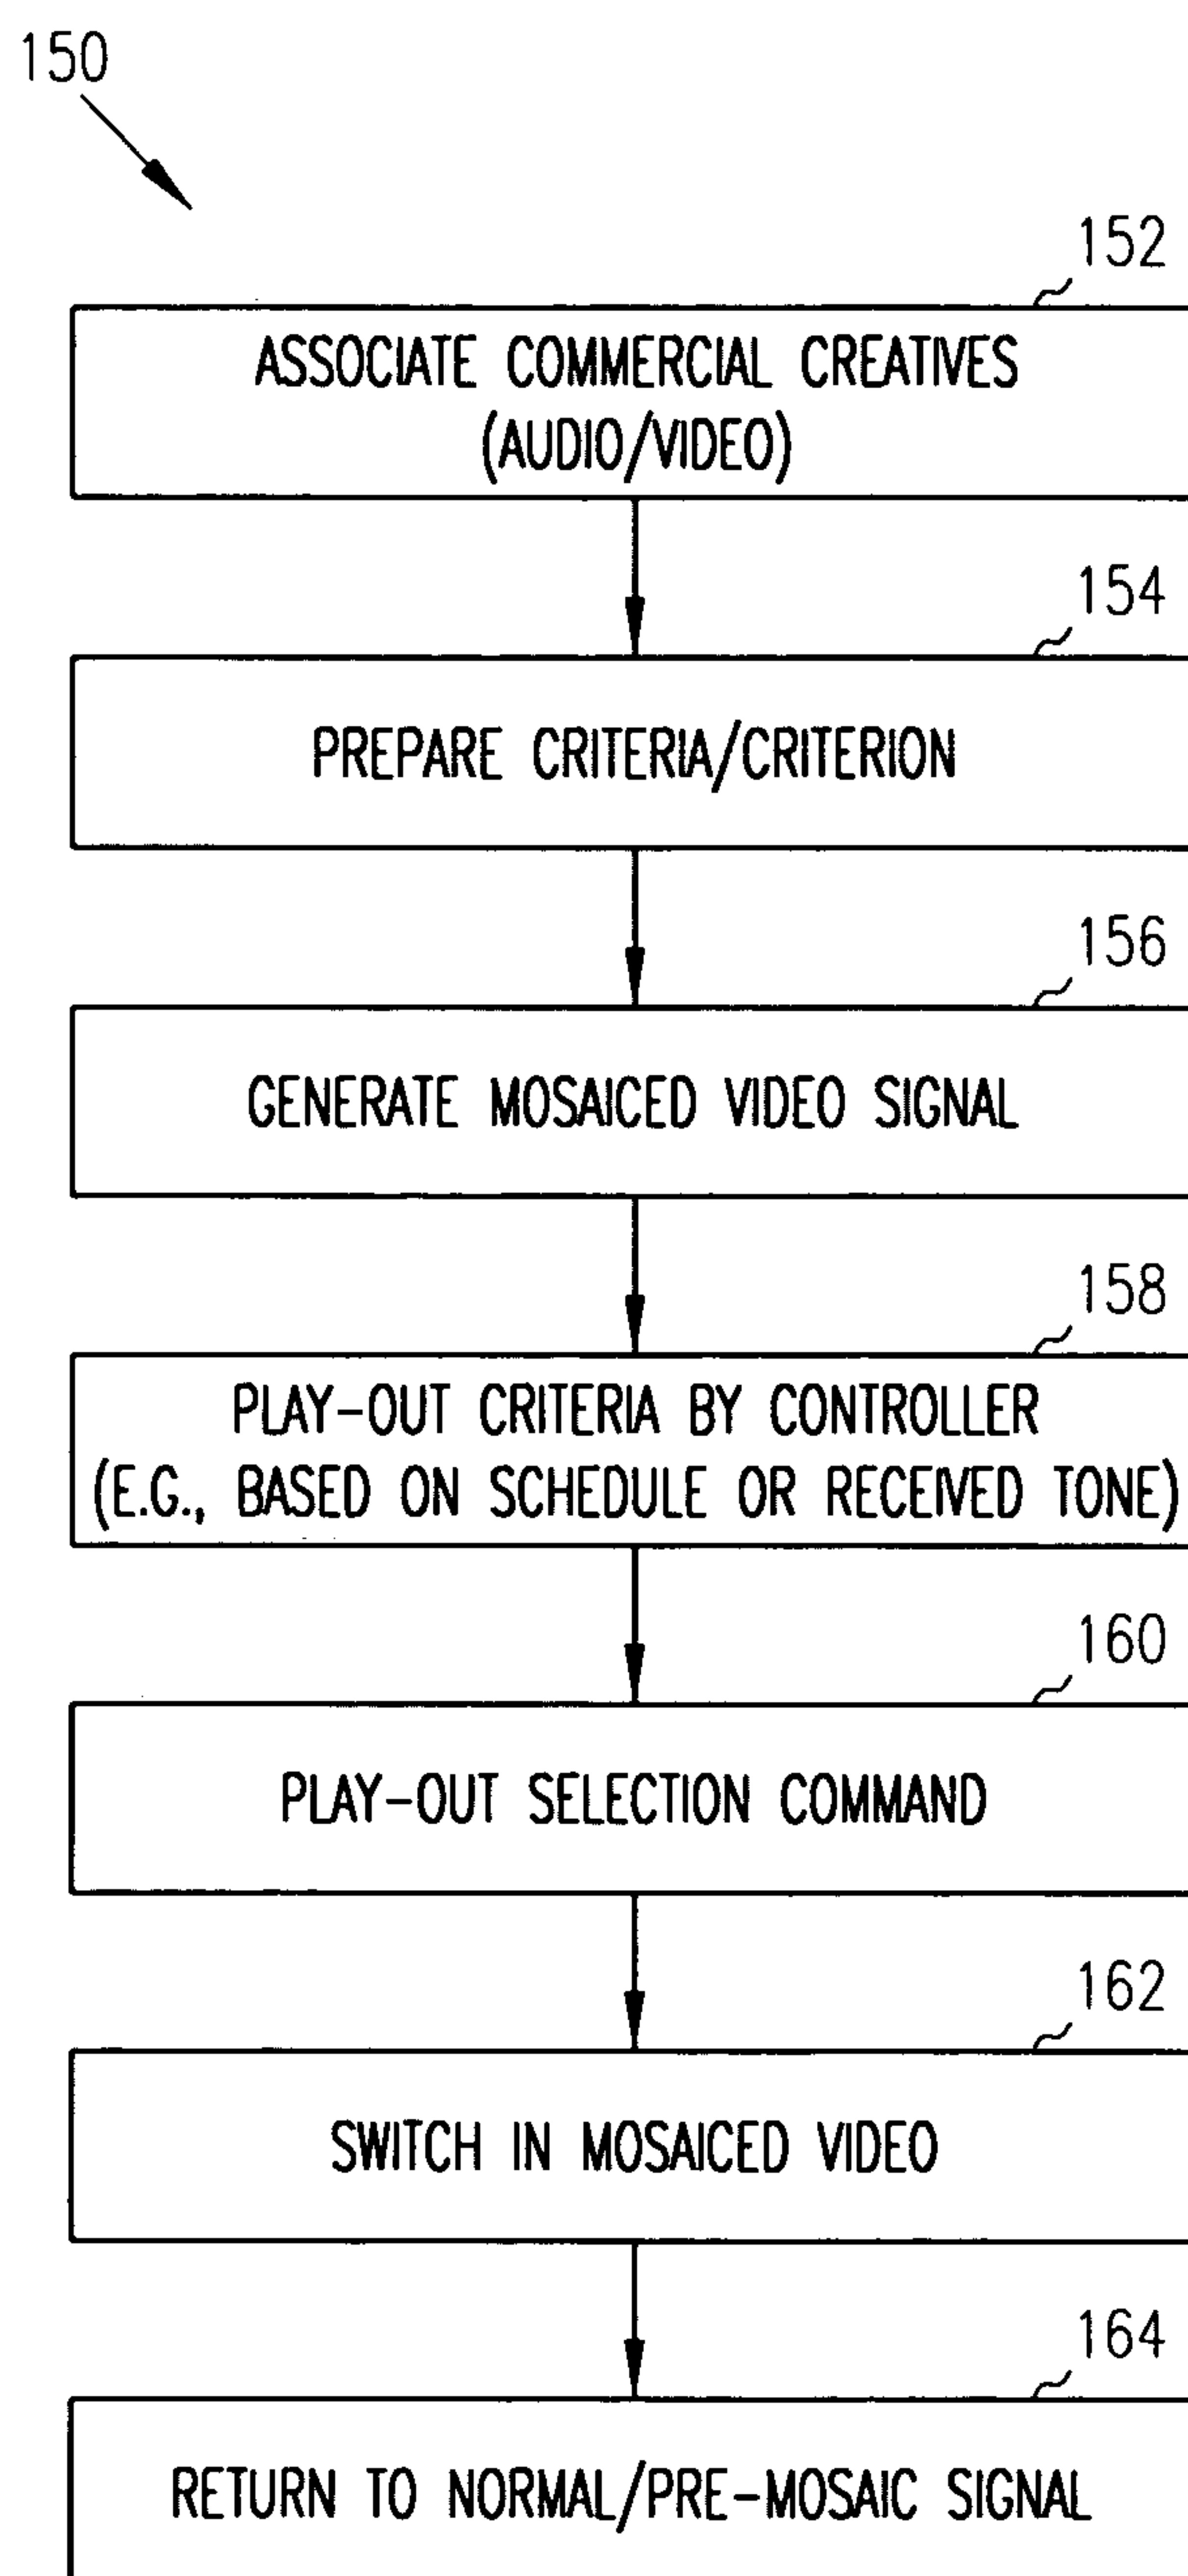 150
152
ASSOCIATE COMMERCIAL CREATIVES
(AUDIO/VIDEO)
154
PREPARE CRITERIA/CRITERION
156
GENERATE MOSAICED VIDEO SIGNAL
158
PLAY-OUT CRITERIA BY CONTROLLER
(E.G., BASED ON SCHEDULE OR RECEIVED TONE)
160
PLAY-OUT SELECTION COMMAND
162
SWITCH IN MOSAICED VIDEO
164
RETURN TO NORMAL/PRE-MOSAIC SIGNAL